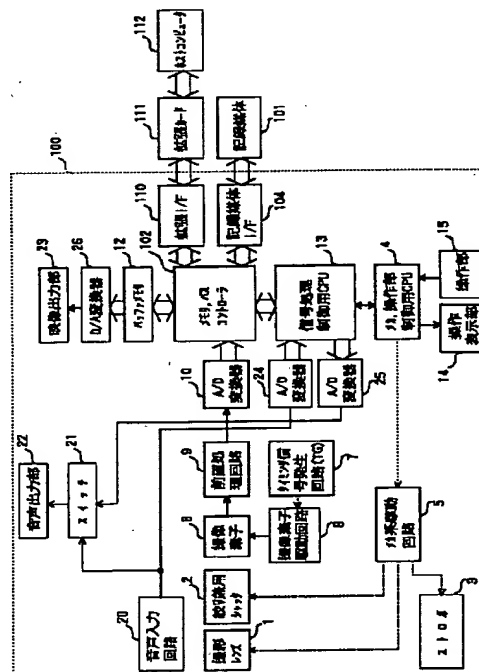 100
112
ホストコンピュータ
111
拡張カード
110
拡張I/F
101
記録媒体
104
記録媒体
I/F
29
映像出力部
26
D/A変換器
12
バッファメモリ
102
メモリ、バス
コントローラ
13
信号処理
制御用CPU
4
メカ、操作部
制御用CPU
15
操作部
操作
表示部
14
10
A/D
変換器
24
A/D
変換器
A/D
変換器
25
22
音声出力部
21
スイッチ
9
前置処
理回路
タイミング信
号発生
回路(TG)
7
8
撮像
素子
撮像素子
駆動回路
6
20
音声入力
回路
2
絞り兼用
シャッタ
撮影
レンズ
1
メカ系駆動
回路
5
ストロボ
3